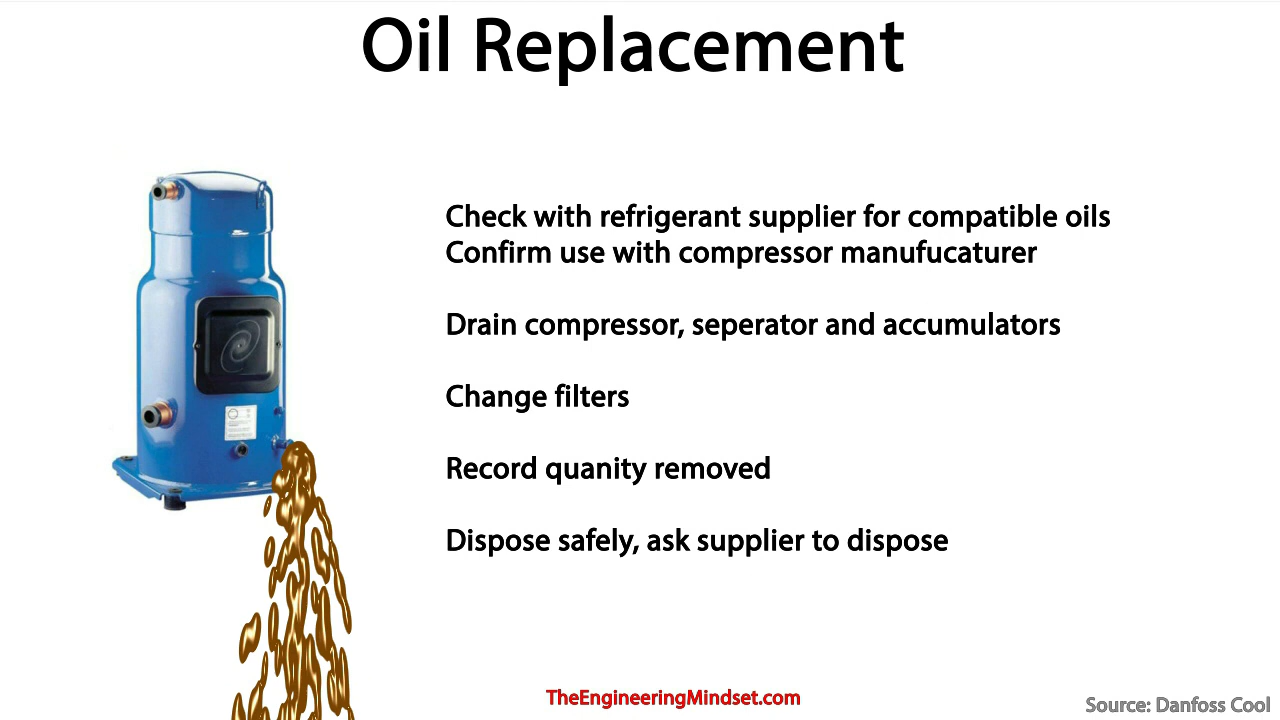 Oil Replacement
Check with refrigerant supplier for compatible oils
Confirm use with compressor manufucaturer
Drain compressor, seperator and accumulators
Change filters
Record quanity removed
Dispose safely, ask supplier to dispose
TheEngineeringMindset.com
Source: Danfoss Cool